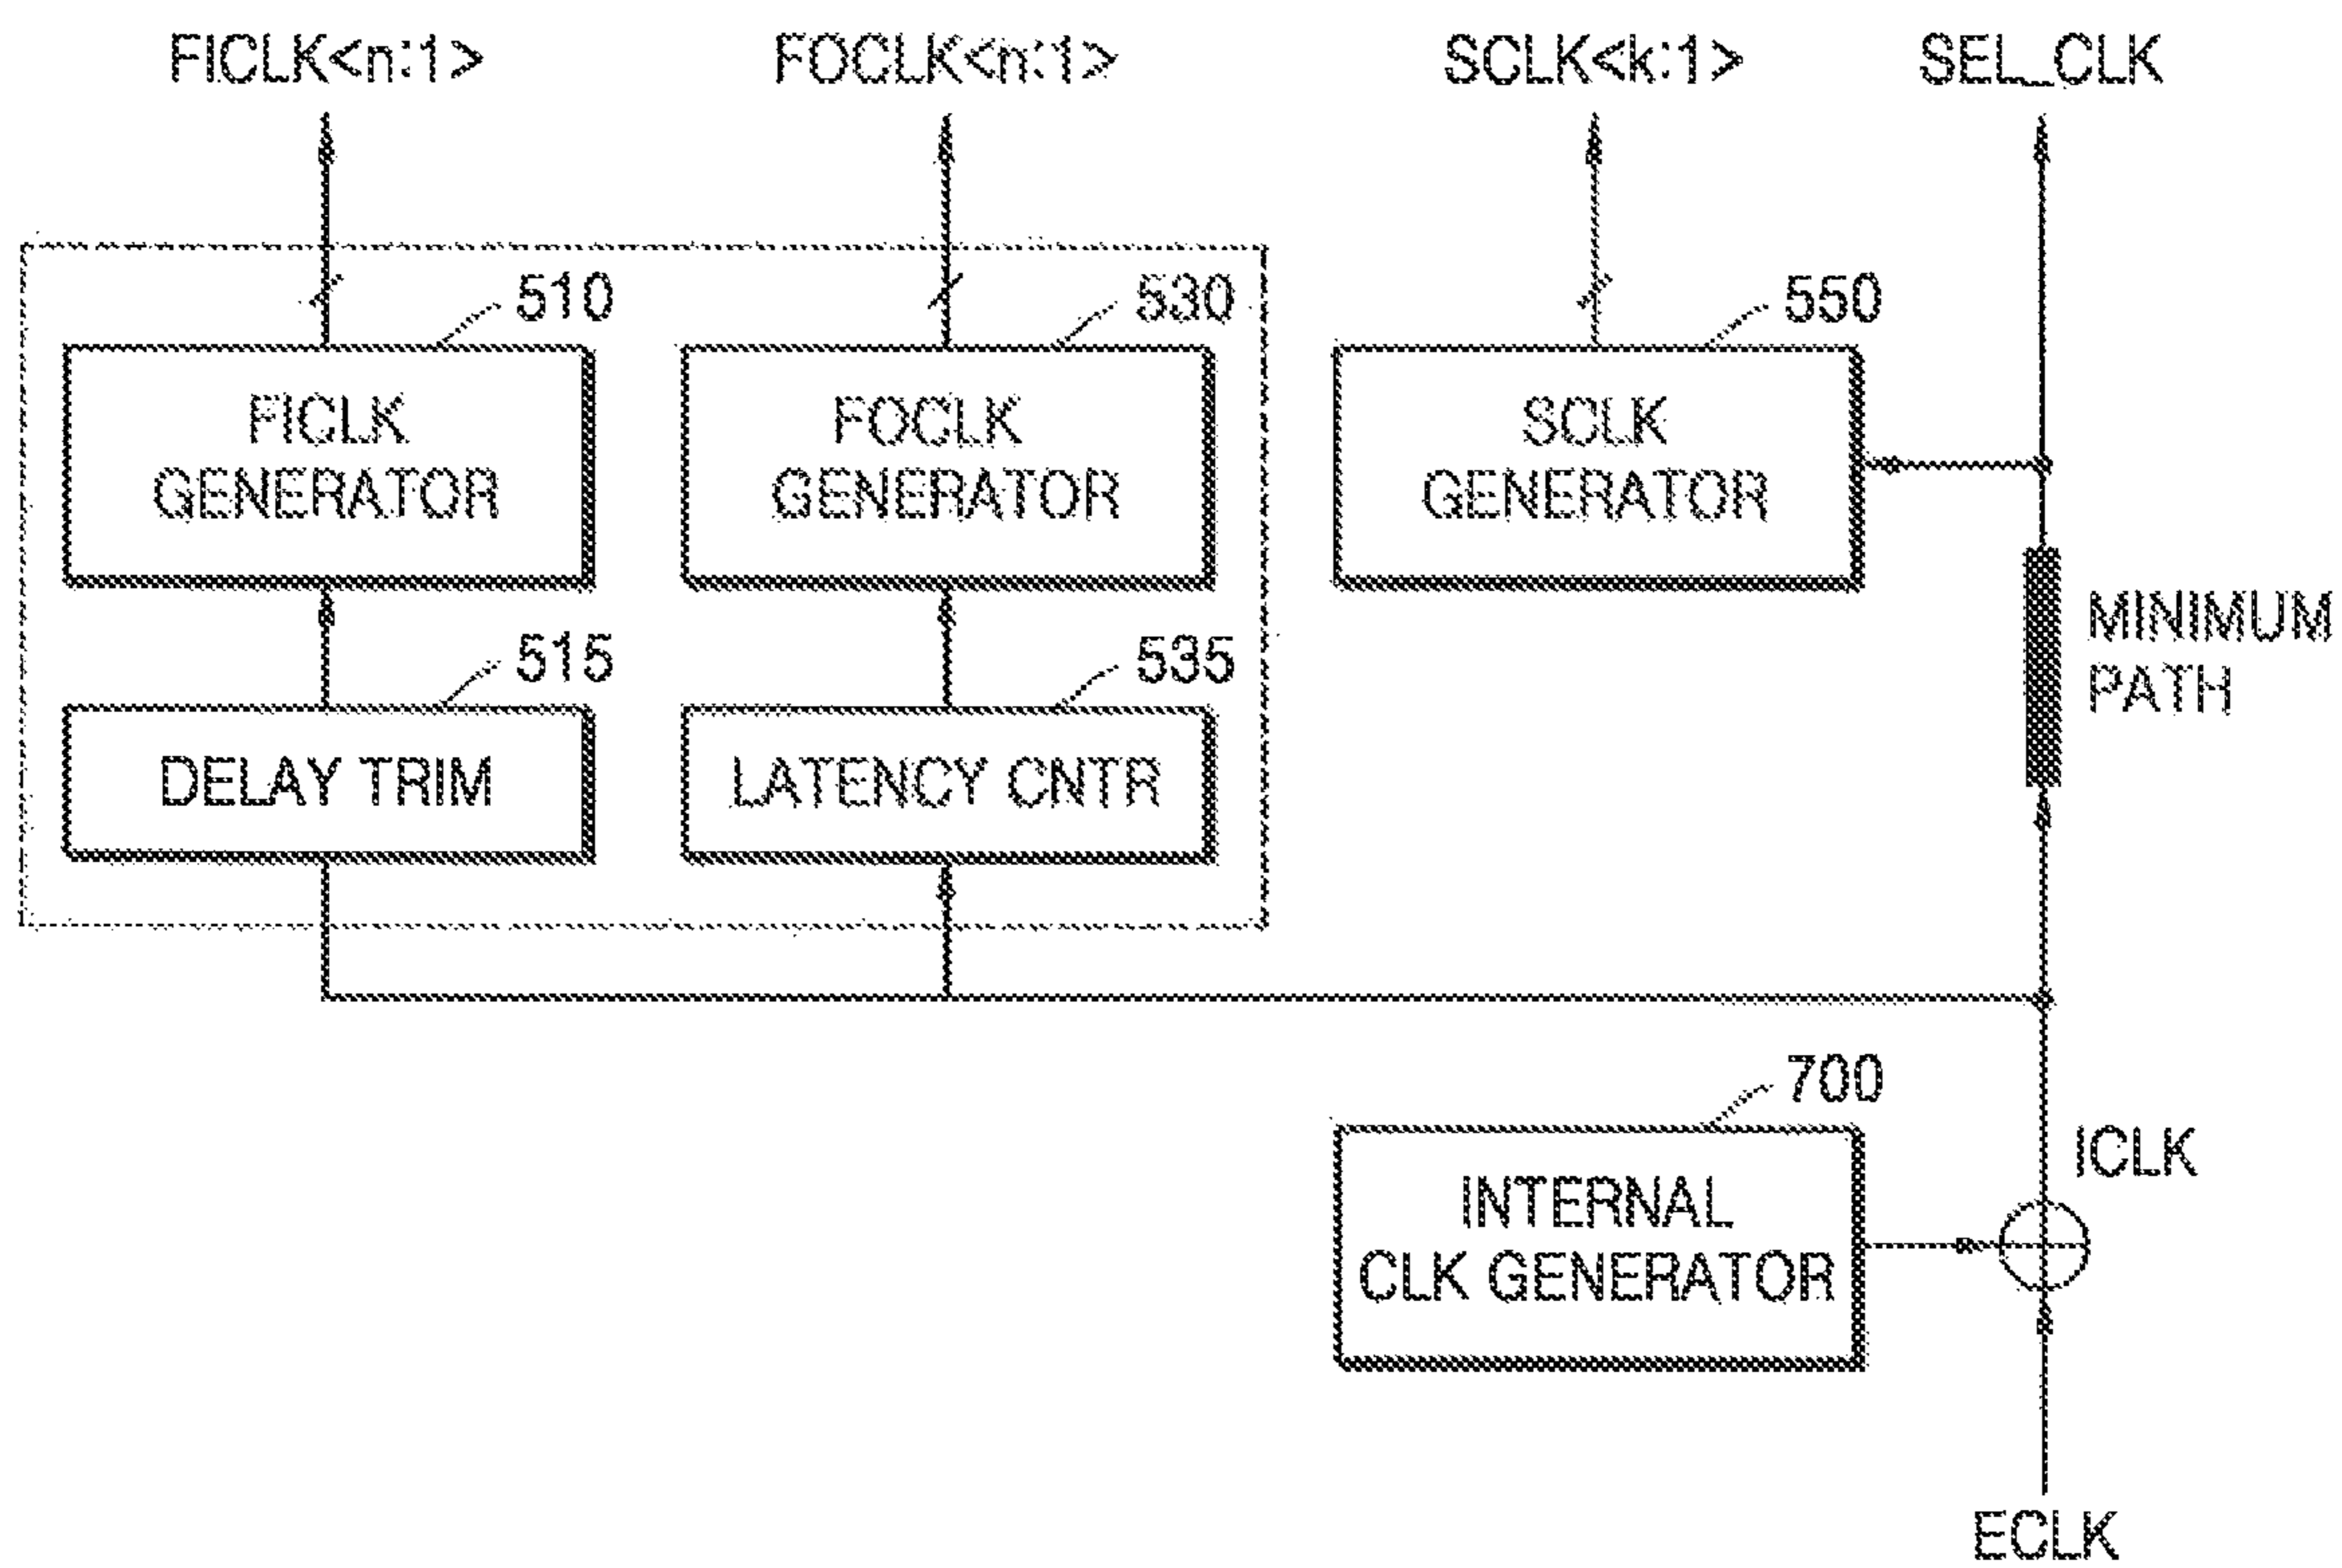 FICLK<n:1>
FOCLK<n:1>
SCLK<k:1>
SEL_CLK
510
530
550
FICLK
GENERATOR
FOCLK
GENERATOR
SCLK
GENERATOR
MINIMUM
PATH
515
535
DELAY TRIM
LATENCY CNTR
700
ICLK
INTERNAL
CLK GENERATOR
ECLK